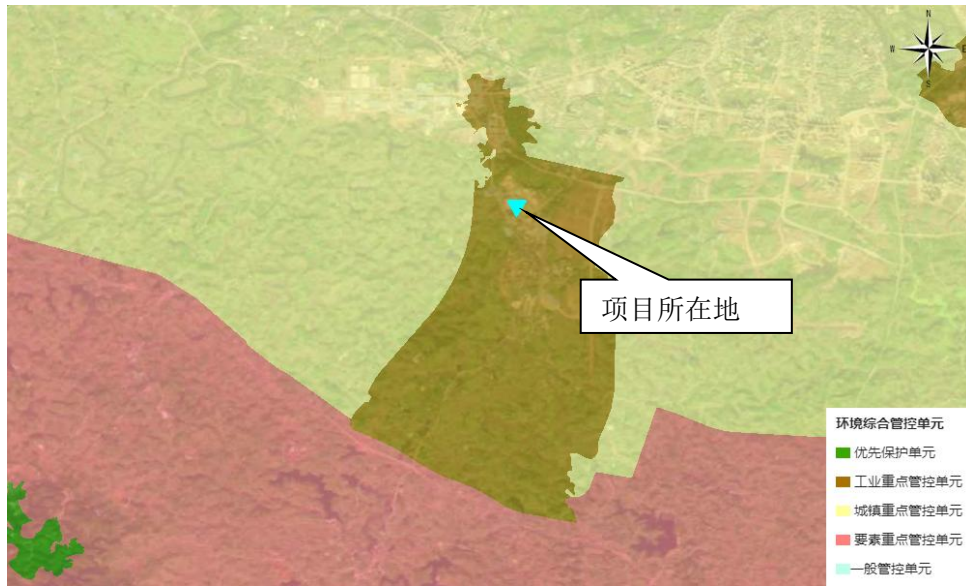 N
W
S
项目所在地
环境综合管控单元
优先保护单元
工业重点管控单元
城镇重点管控单元
要素重点管控单元
一般管控单元